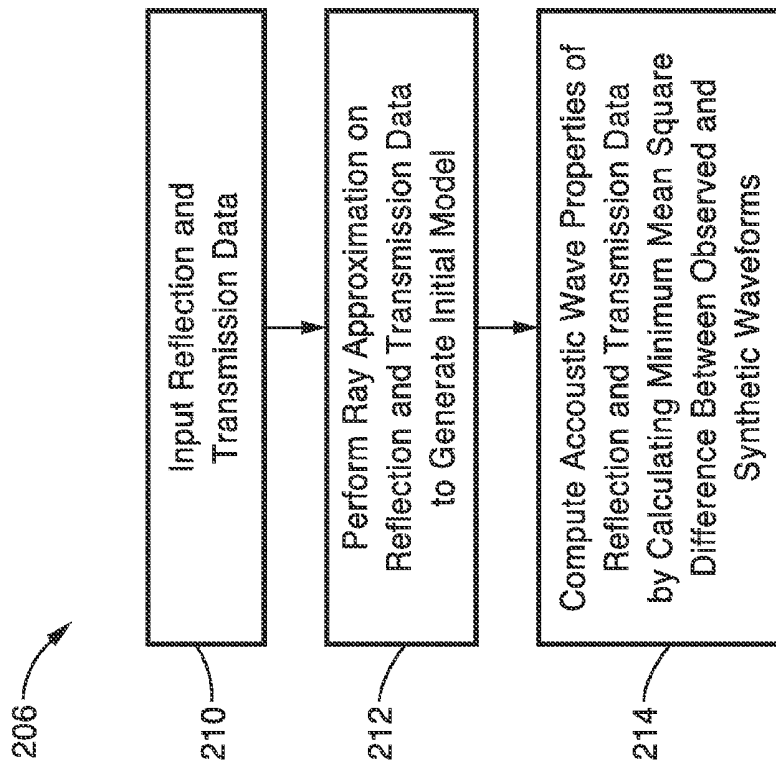 206
210
Input Reflection and
Transmission Data
212
Perform Ray Approximation on
Reflection and Transmission Data
to Generate Initial Model
214
Compute Accoustic Wave Properties of
Reflection and Transmission Data
by Calculating Minimum Mean Square
Difference Between Observed and
Synthetic Waveforms